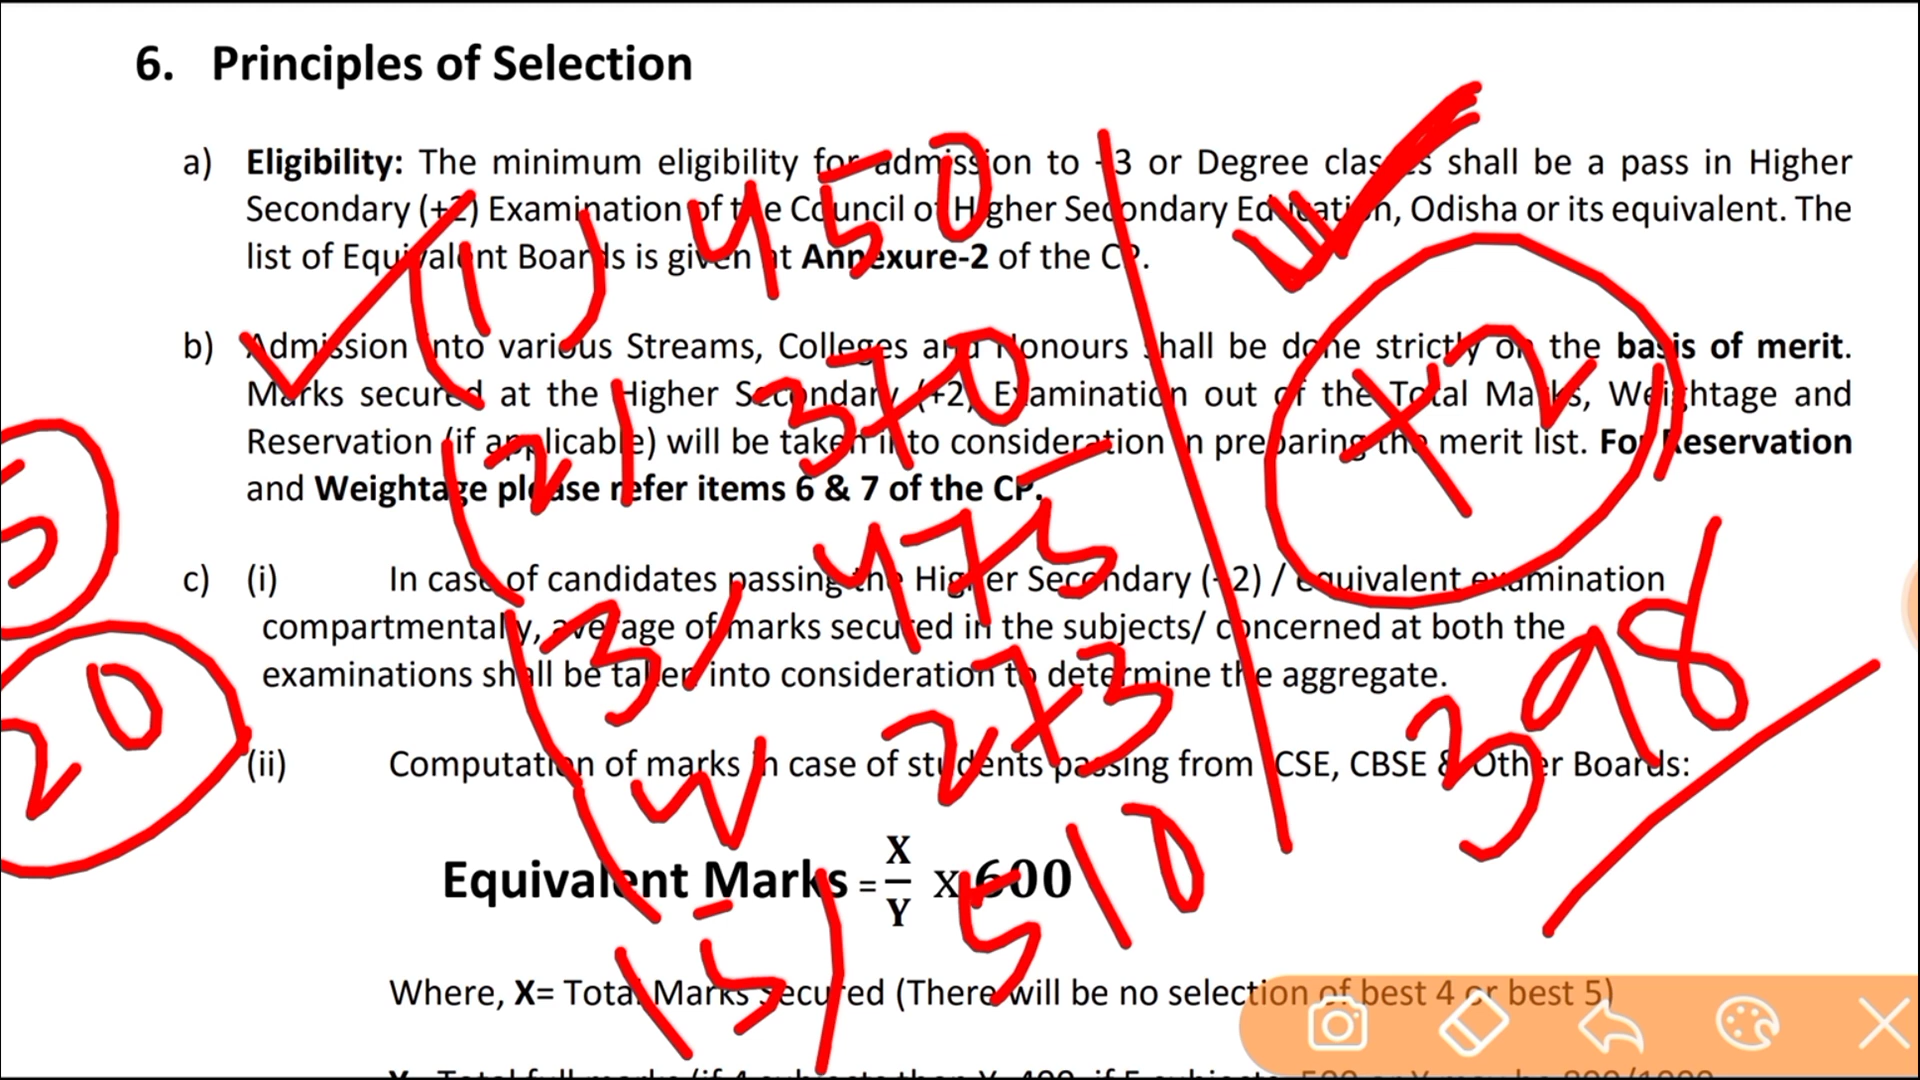 6. Principles of Selection
a) Eligibility: The minimum eligibility for admission to +3 or Degree classes shall be a pass in Higher
Secondary (+2) Examination of the Council of Higher Secondary Education, Odisha or its equivalent. The
list of Equivalent Boards is given at Annexure-2 of the CP.
b) Admission into various Streams, Colleges and Honours shall be done strictly on the basis of merit.
Marks secured at the Higher Secondary (+2) Examination out of the Total Marks, Weightage and
Reservation (if applicable) will be taken into consideration in preparing the merit list. For Reservation
and Weightage please refer items 6 & 7 of the CP.
c) (i) In case of candidates passing the Higher Secondary (+2) / equivalent examination
compartmentally, average of marks secured in the subjects/ concerned at both the
examinations shall be taken into consideration to determine the aggregate.
(ii) Computation of marks in case of students passing from ICSE, CBSE & Other Boards:
Equivalent Marks = X/Y x 600
Where, X= Total Marks Secured (There will be no selection of best 4 or best 5)
(1) 450
(2) 370
(3) 475
4 273
(5) 510
+2
398
5
20